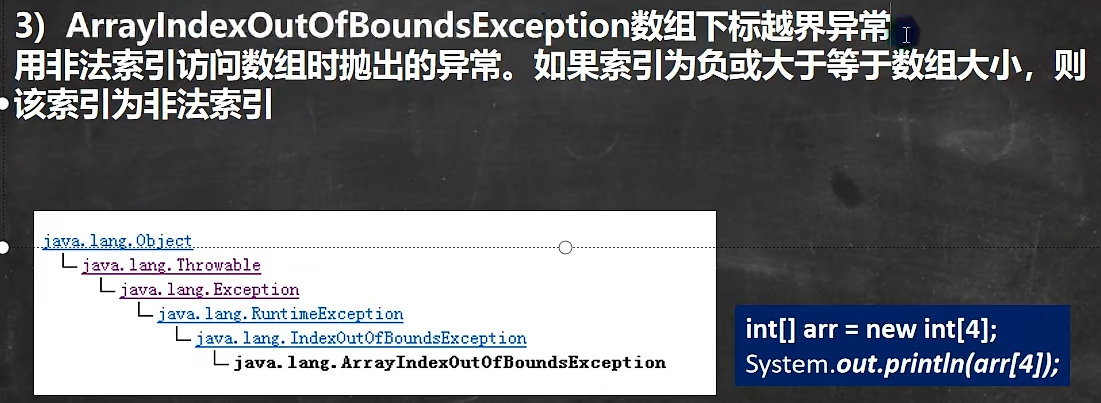 3）ArrayIndexOutOfBoundsException数组下标越界异常
用非法索引访问数组时抛出的异常。如果索引为负或大于等于数组大小，则
该索引为非法索引
java.lang.Object
java.lang.Throwable
java.lang.Exception
java.lang.RuntimeException
java.lang.IndexOutOfBoundsException
java.lang.ArrayIndexOutOfBoundsException
int[] arr = new int[4];
System.out.println(arr[4]);